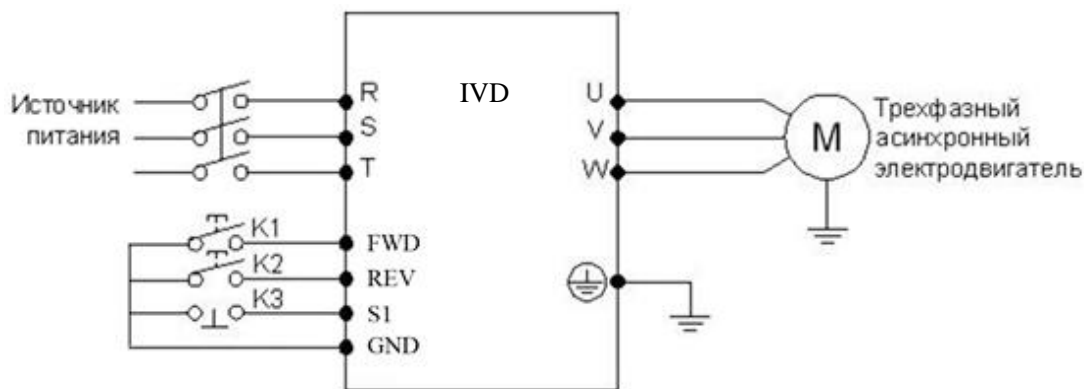 Источник
питания
R
S
T
IVD
U
V
W
M
Трехфазный
асинхронный
электродвигатель
K1
FWD
K2
REV
K3
S1
GND